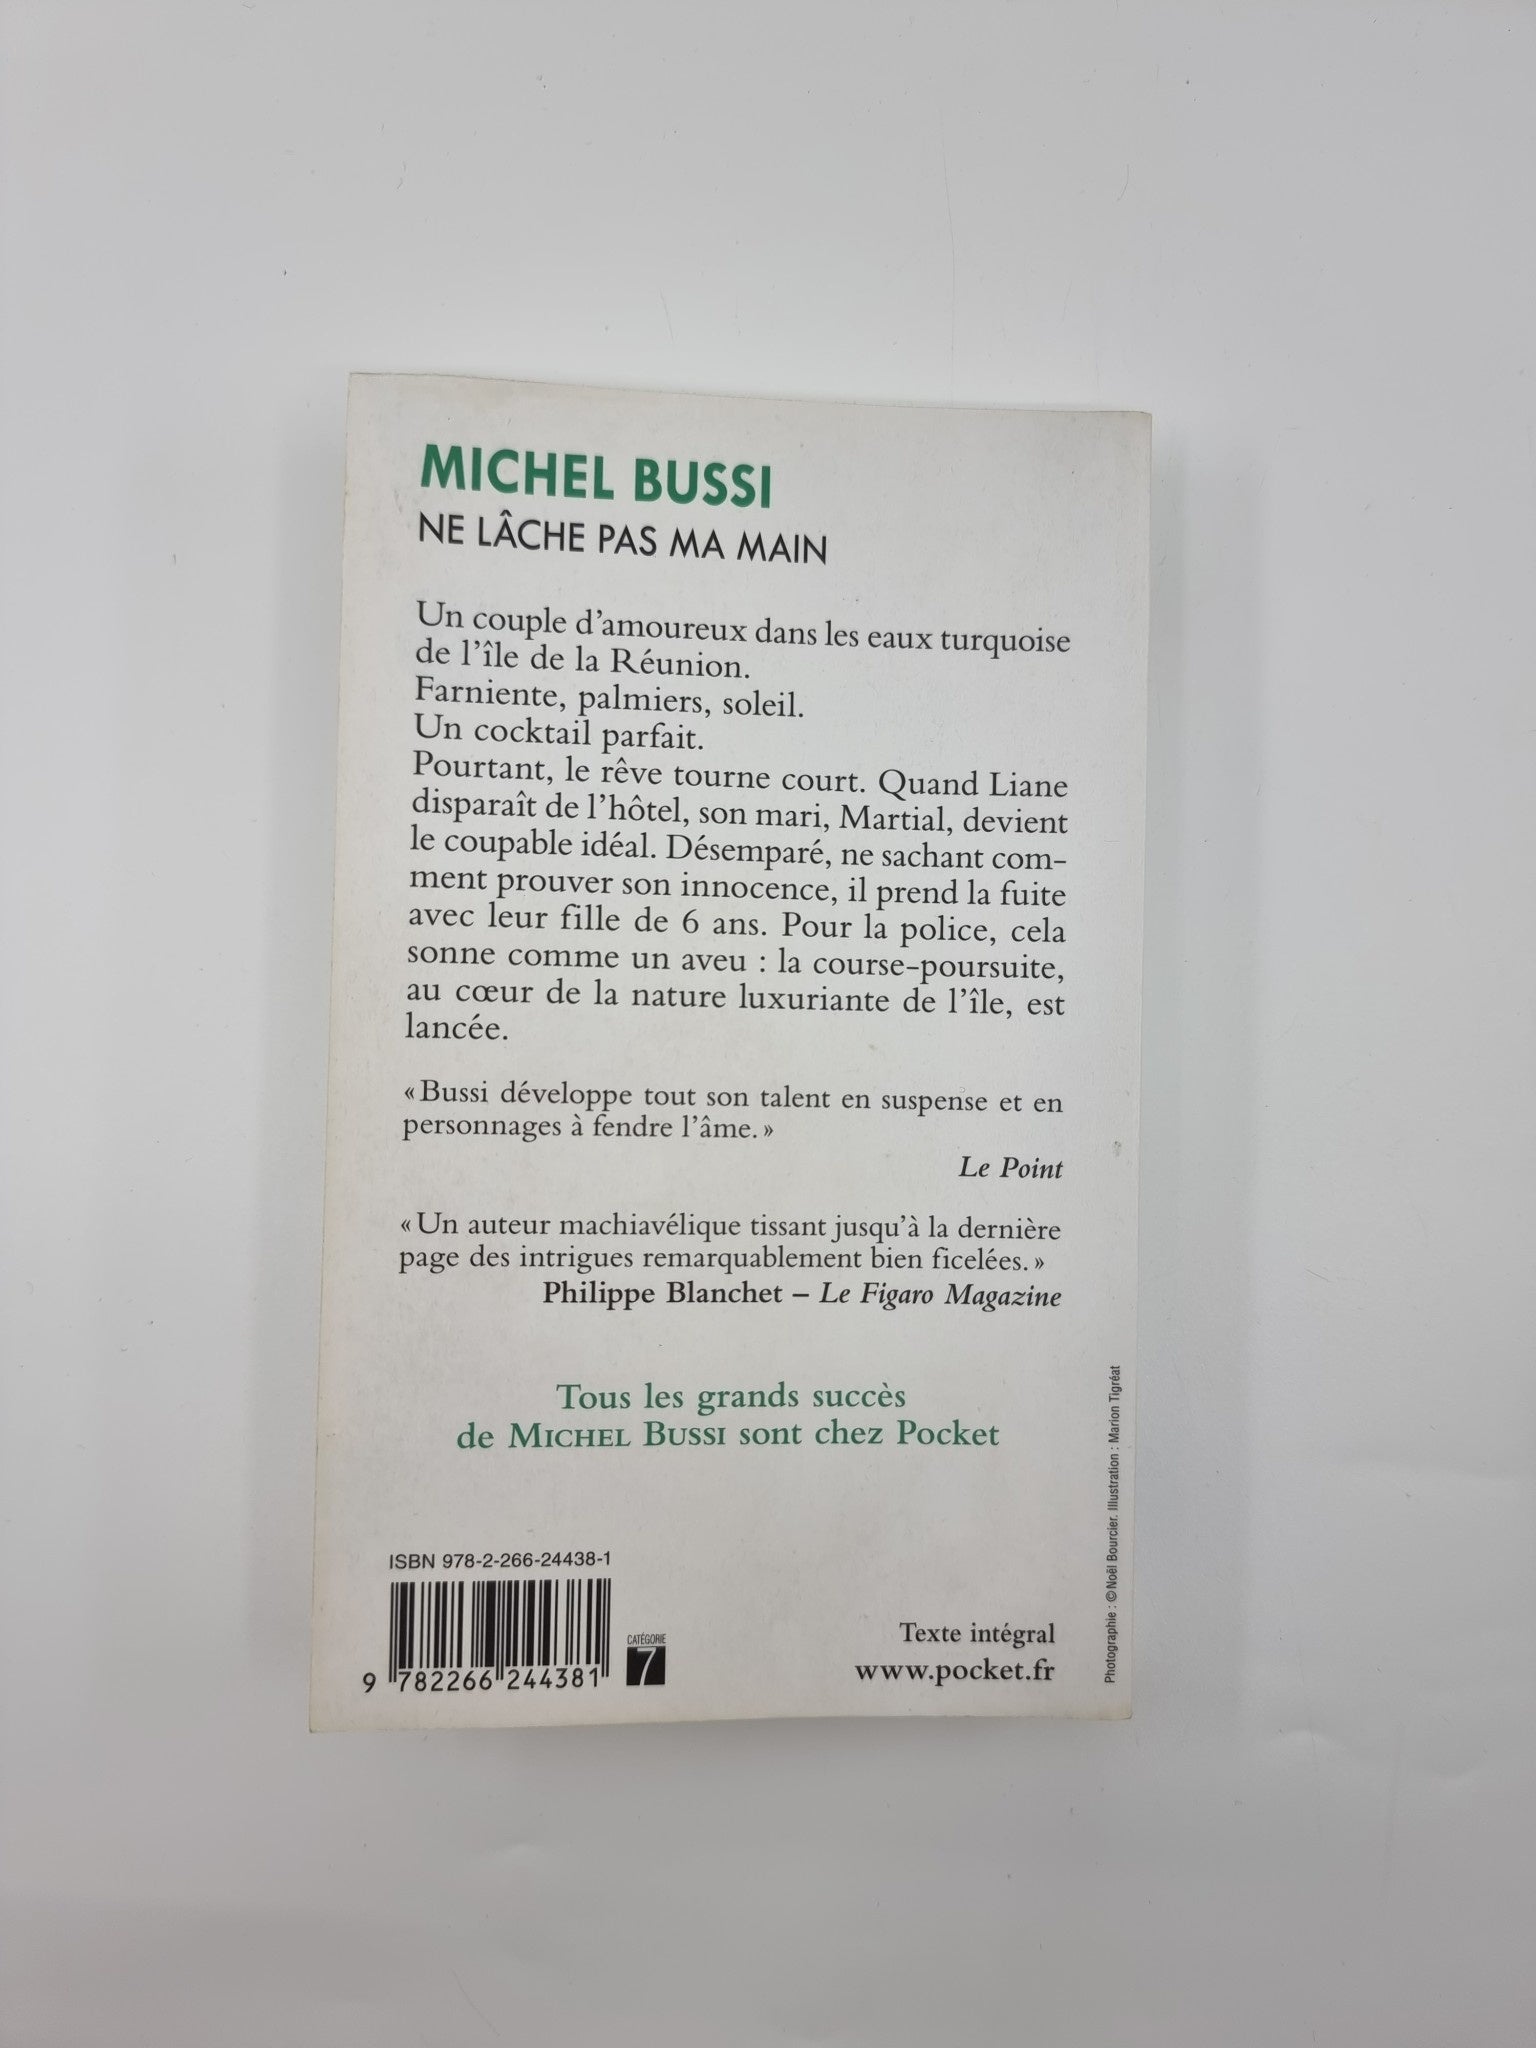 MICHEL BUSSI
NE LÂCHE PAS MA MAIN
Un couple d'amoureux dans les eaux turquoise
de l'île de la Réunion.
Farniente, palmiers, soleil.
Un cocktail parfait.
Pourtant, le rêve tourne court. Quand Liane
disparaît de l'hôtel, son mari, Martial, devient
le coupable idéal. Désemparé, ne sachant com-
ment prouver son innocence, il prend la fuite
avec leur fille de 6 ans. Pour la police, cela
sonne comme un aveu : la course-poursuite,
au cœur de la nature luxuriante de l'île, est
lancée.
« Bussi développe tout son talent en suspense et en
personnages à fendre l'âme. »
Le Point
« Un auteur machiavélique tissant jusqu'à la dernière
page des intrigues remarquablement bien ficelées. »
Philippe Blanchet – Le Figaro Magazine
Tous les grands succès
de MICHEL BUSSI sont chez Pocket
ISBN 978-2-266-24438-1
9 782266 244381
CATÉGORIE
7
Texte intégral
www.pocket.fr
Photographie : © Noël Bourcier. Illustration : Marion Tigréat